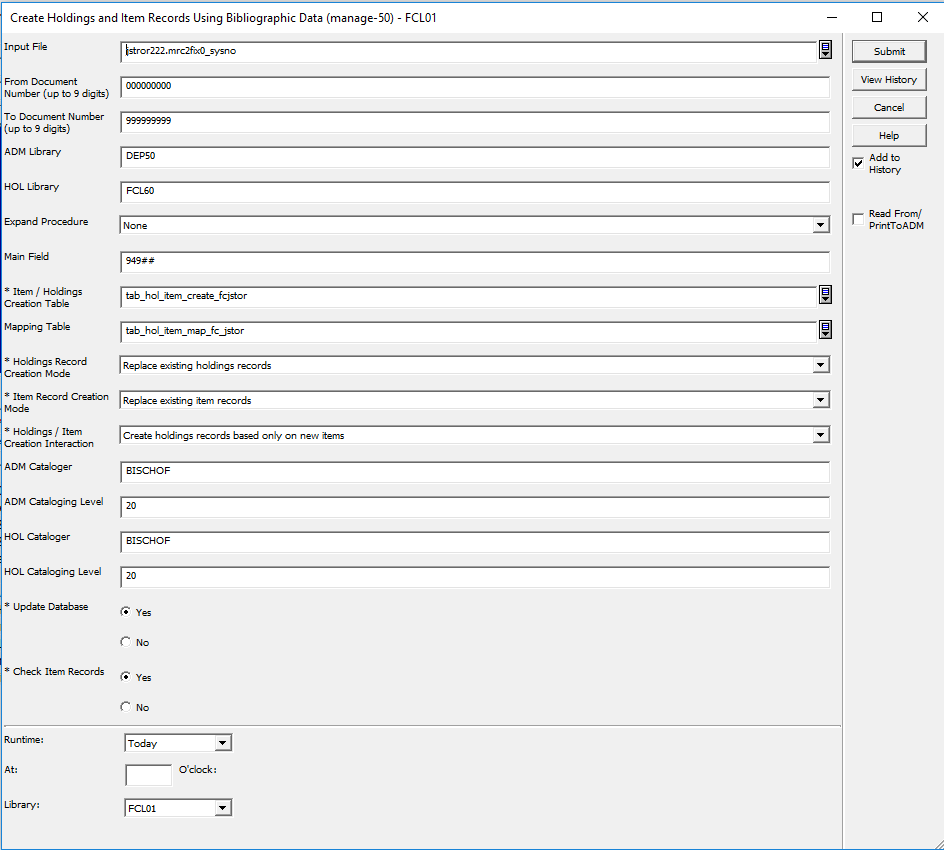 Create Holdings and Item Records Using Bibliographic Data (manage-50) - FCL01
Input File
jstror222.mrc2fix0_sysno
Submit
View History
Cancel
Help
Add to
History
Read From/
PrintToADM
From Document
Number (up to 9 digits)
000000000
To Document Number
(up to 9 digits)
999999999
ADM Library
DEP50
HOL Library
FCL60
Expand Procedure
None
Main Field
949##
* Item / Holdings
Creation Table
tab_hol_item_create_fcjstor
Mapping Table
tab_hol_item_map_fc_jstor
* Holdings Record
Creation Mode
Replace existing holdings records
* Item Record Creation
Mode
Replace existing item records
* Holdings / Item
Creation Interaction
Create holdings records based only on new items
ADM Cataloger
BISCHOF
ADM Cataloging Level
20
HOL Cataloger
BISCHOF
HOL Cataloging Level
20
* Update Database
Yes
No
* Check Item Records
Yes
No
Runtime:
Today
At:
O'clock:
Library:
FCL01